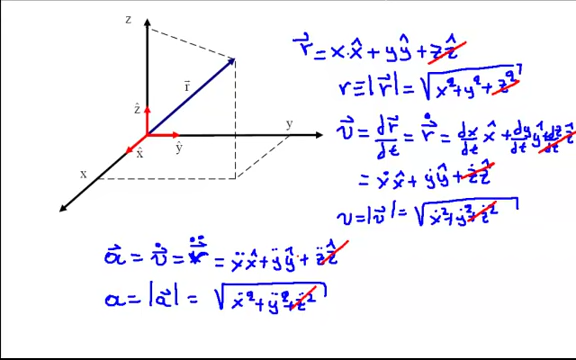 z
r⃗ = x·x̂ + yŷ + zẑ
r ≡ |r⃗| = √(x² + y² + z²)
r⃗
ẑ
y
v⃗ = dr⃗/dt = ṙ⃗ = dx/dt x̂ + dy/dt ŷ + dz/dt ẑ
x̂
ŷ
x
= ẋx̂ + ẏŷ + żẑ
v = |v⃗| = √(ẋ² + ẏ² + ż²)
a⃗ = v̇⃗ = r̈⃗ = ẍx̂ + ÿŷ + z̈ẑ
a = |a⃗| = √(ẍ² + ÿ² + z̈²)